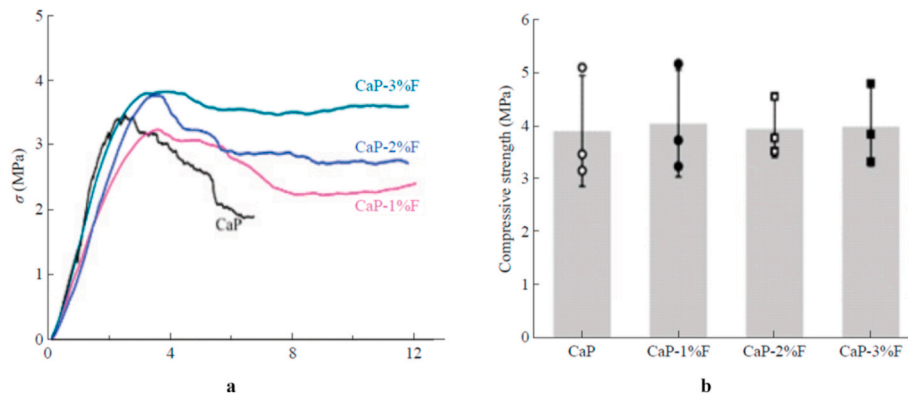 5
4
3
2
1
0
σ (MPa)
CaP-3%F
CaP-2%F
CaP-1%F
CaP
0
4
8
12
a
6
5
4
3
2
1
0
Compressive strength (MPa)
CaP
CaP-1%F
CaP-2%F
CaP-3%F
b